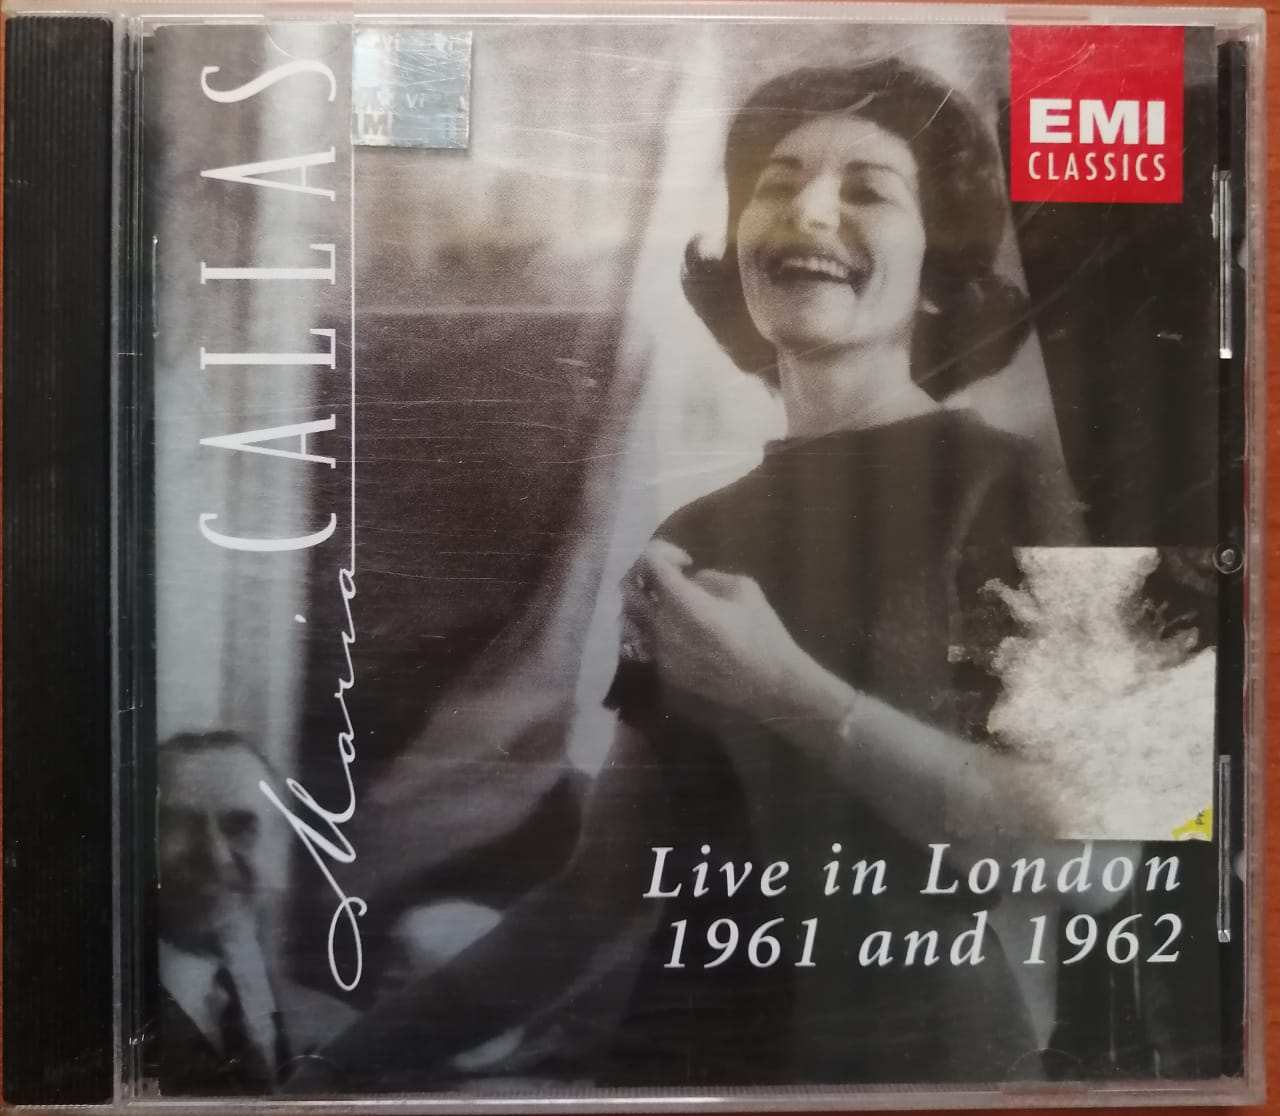 Maria CALLAS
EMI
CLASSICS
Live in London
1961 and 1962